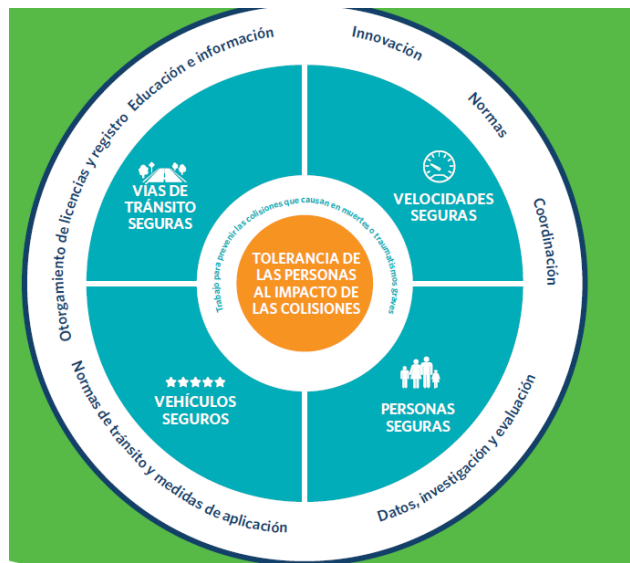 Educación e información
Innovación
Normas
Coordinación
Datos, investigación y evaluación
Normas de tránsito y medidas de aplicación
Otorgamiento de licencias y registro
VÍAS DE
TRÁNSITO
SEGURAS
VELOCIDADES
SEGURAS
Trabajo para prevenir las colisiones que causan en muertes o traumatismos graves
TOLERANCIA DE
LAS PERSONAS
AL IMPACTO DE
LAS COLISIONES
VEHÍCULOS
SEGUROS
PERSONAS
SEGURAS